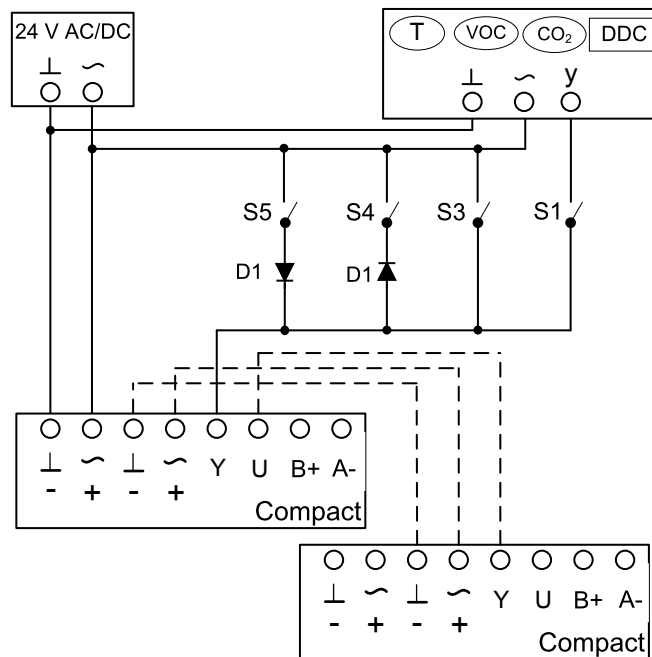 24 V AC/DC
⊥ ~
T VOC CO₂ DDC
⊥ ~ y
S5 S4 S3 S1
D1 D1
⊥ ~ ⊥ ~ Y U B+ A-
- + - +
Compact
⊥ ~ ⊥ ~ Y U B+ A-
- + - +
Compact